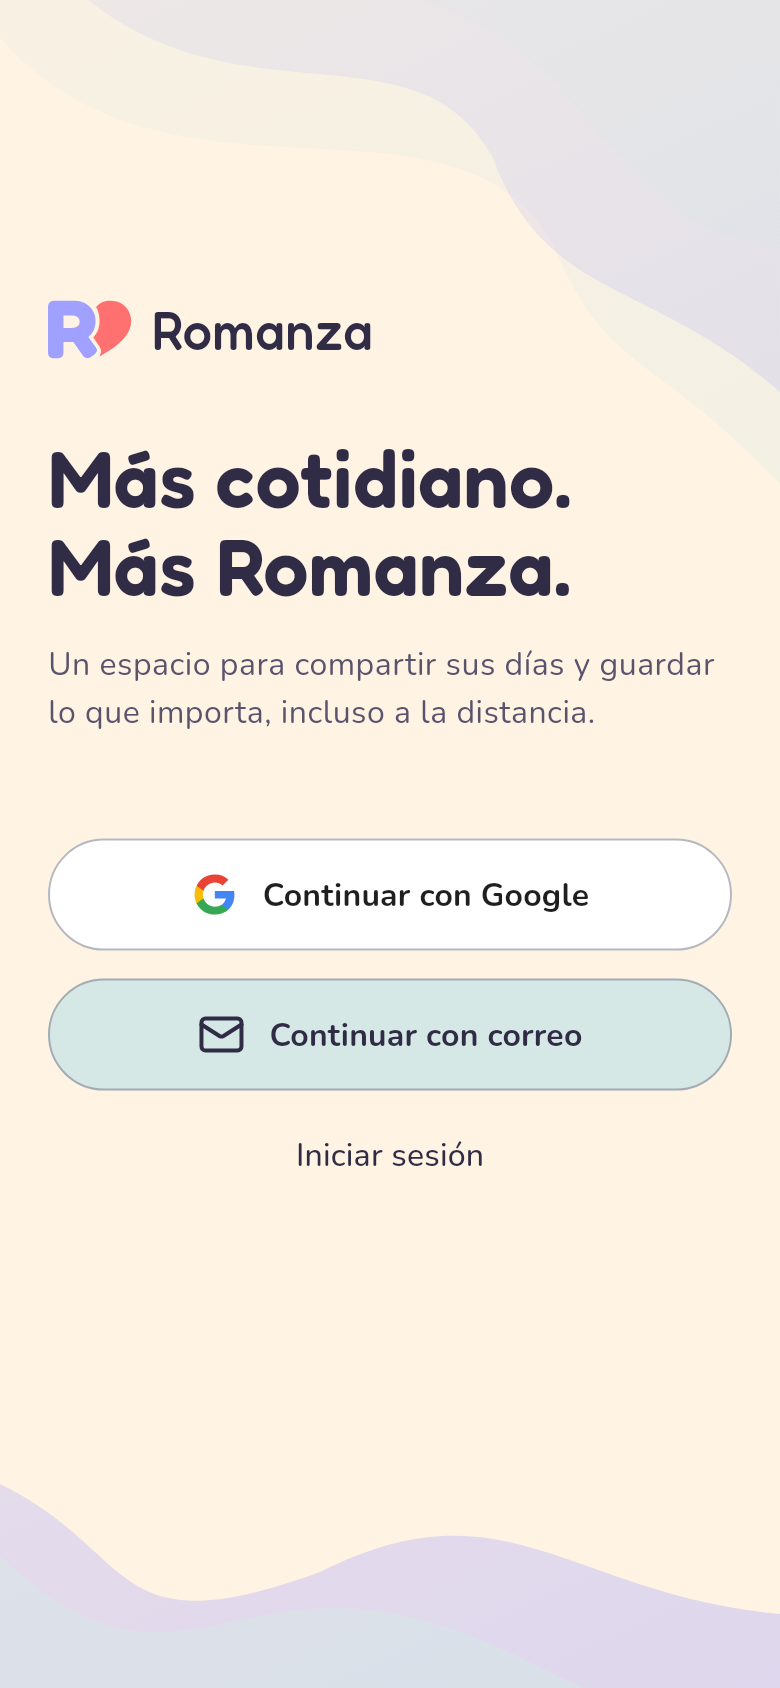 Romanza
Más cotidiano.
Más Romanza.
Un espacio para compartir sus días y guardar
lo que importa, incluso a la distancia.
Continuar con Google
Continuar con correo
Iniciar sesión